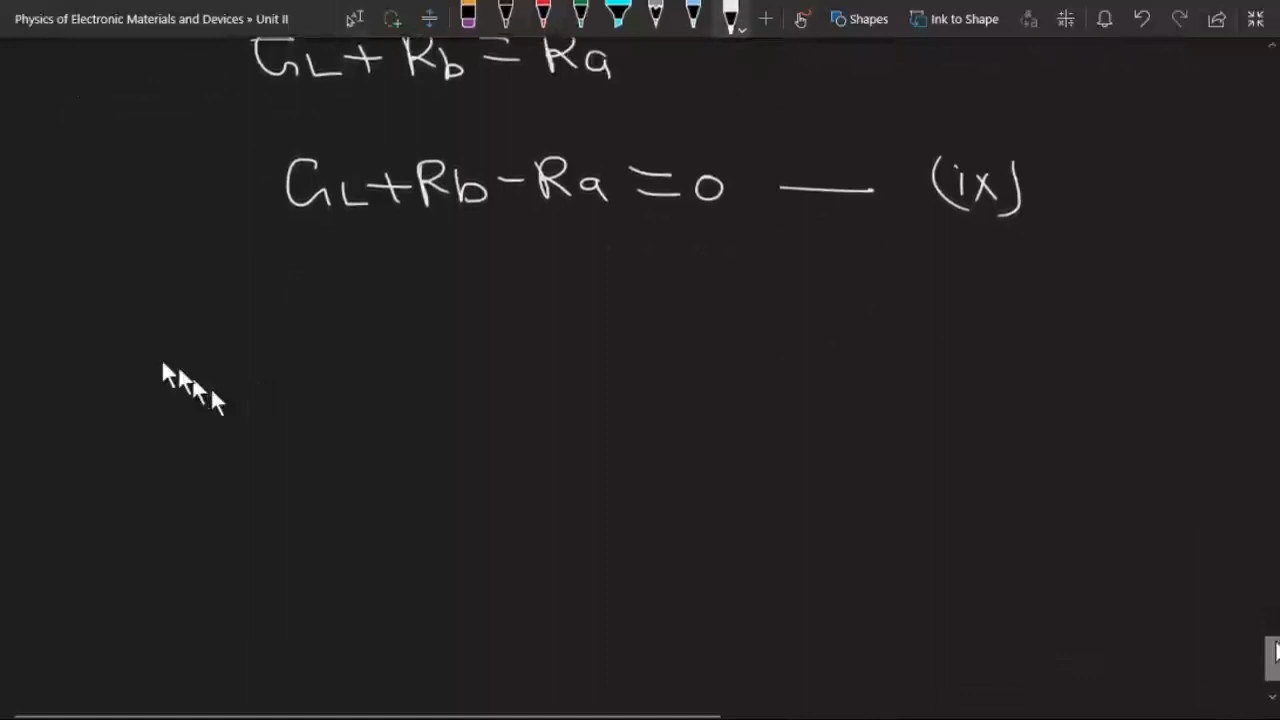 Physics of Electronic Materials and Devices » Unit II
Shapes
Ink to Shape
GL + Rb = Ra
GL + Rb - Ra = 0 — (ix)